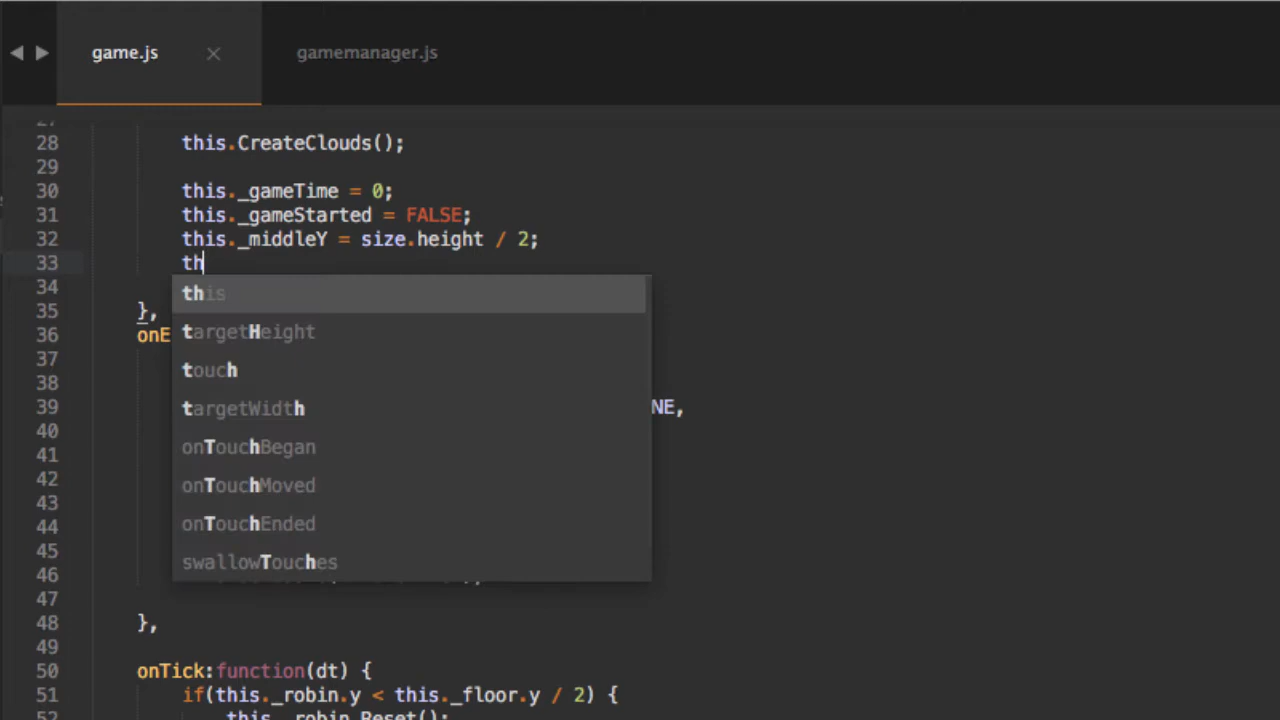 game.js
gamemanager.js
28 this.CreateClouds();
29
30 this._gameTime = 0;
31 this._gameStarted = FALSE;
32 this._middleY = size.height / 2;
33 th
this
34
targetHeight
35 },
36 onE
37
touch
38
39 targetWidth NE,
40
41 onTouchBegan
42
onTouchMoved
43
44 onTouchEnded
45
swallowTouches
46
47
48 },
49
50 onTick:function(dt) {
51 if(this._robin.y < this._floor.y / 2) {
52 this._robin.Reset();